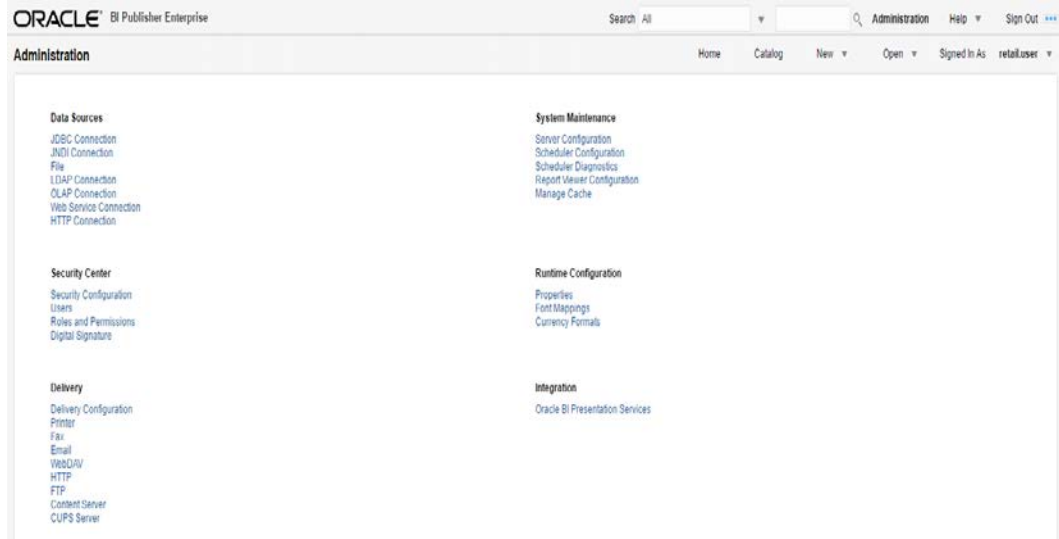 ORACLE BI Publisher Enterprise
Search All Administration Help Sign Out
Administration
Home Catalog New Open Signed In As retail.user
Data Sources
JDBC Connection
JNDI Connection
File
LDAP Connection
OLAP Connection
Web Service Connection
HTTP Connection
System Maintenance
Server Configuration
Scheduler Configuration
Scheduler Diagnostics
Report Viewer Configuration
Manage Cache
Security Center
Security Configuration
Users
Roles and Permissions
Digital Signature
Runtime Configuration
Properties
Font Mappings
Currency Formats
Delivery
Delivery Configuration
Printer
Fax
Email
WebDAV
HTTP
FTP
Content Server
CUPS Server
Integration
Oracle BI Presentation Services